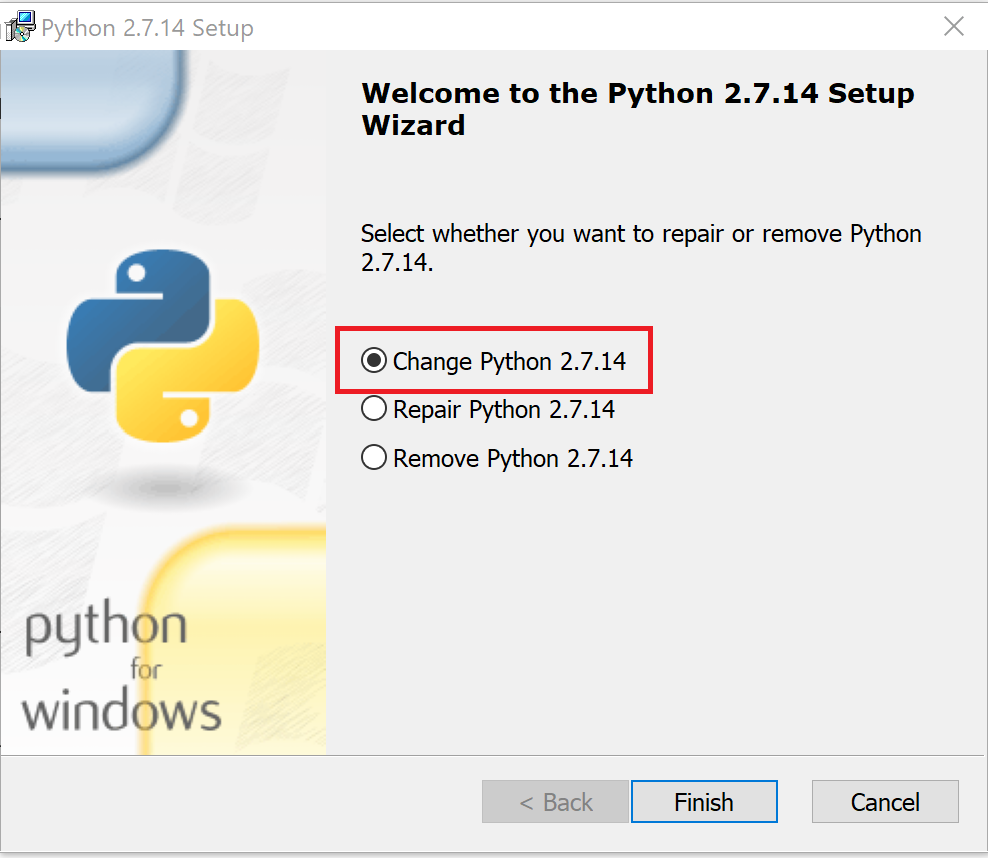 Python 2.7.14 Setup
Welcome to the Python 2.7.14 Setup
Wizard
Select whether you want to repair or remove Python
2.7.14.
Change Python 2.7.14
Repair Python 2.7.14
Remove Python 2.7.14
python
for
windows
< Back
Finish
Cancel